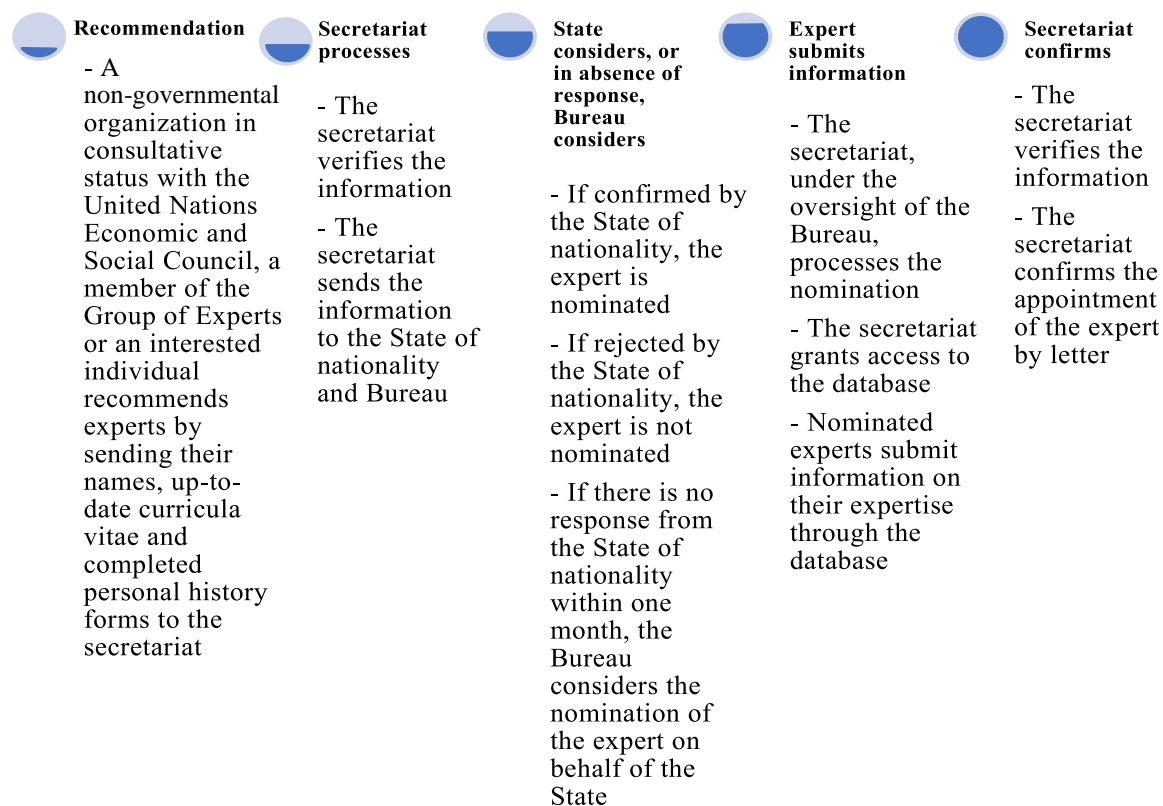 Recommendation
- A
non-governmental
organization in
consultative
status with the
United Nations
Economic and
Social Council, a
member of the
Group of Experts
or an interested
individual
recommends
experts by
sending their
names, up-to-
date curricula
vitae and
completed
personal history
forms to the
secretariat
Secretariat
processes
- The
secretariat
verifies the
information
- The
secretariat
sends the
information
to the State of
nationality
and Bureau
State
considers, or
in absence of
response,
Bureau
considers
- If confirmed by
the State of
nationality, the
expert is
nominated
- If rejected by
the State of
nationality, the
expert is not
nominated
- If there is no
response from
the State of
nationality
within one
month, the
Bureau
considers the
nomination of
the expert on
behalf of the
State
Expert
submits
information
- The
secretariat,
under the
oversight of the
Bureau,
processes the
nomination
- The secretariat
grants access to
the database
- Nominated
experts submit
information on
their expertise
through the
database
Secretariat
confirms
- The
secretariat
verifies the
information
- The
secretariat
confirms the
appointment
of the expert
by letter